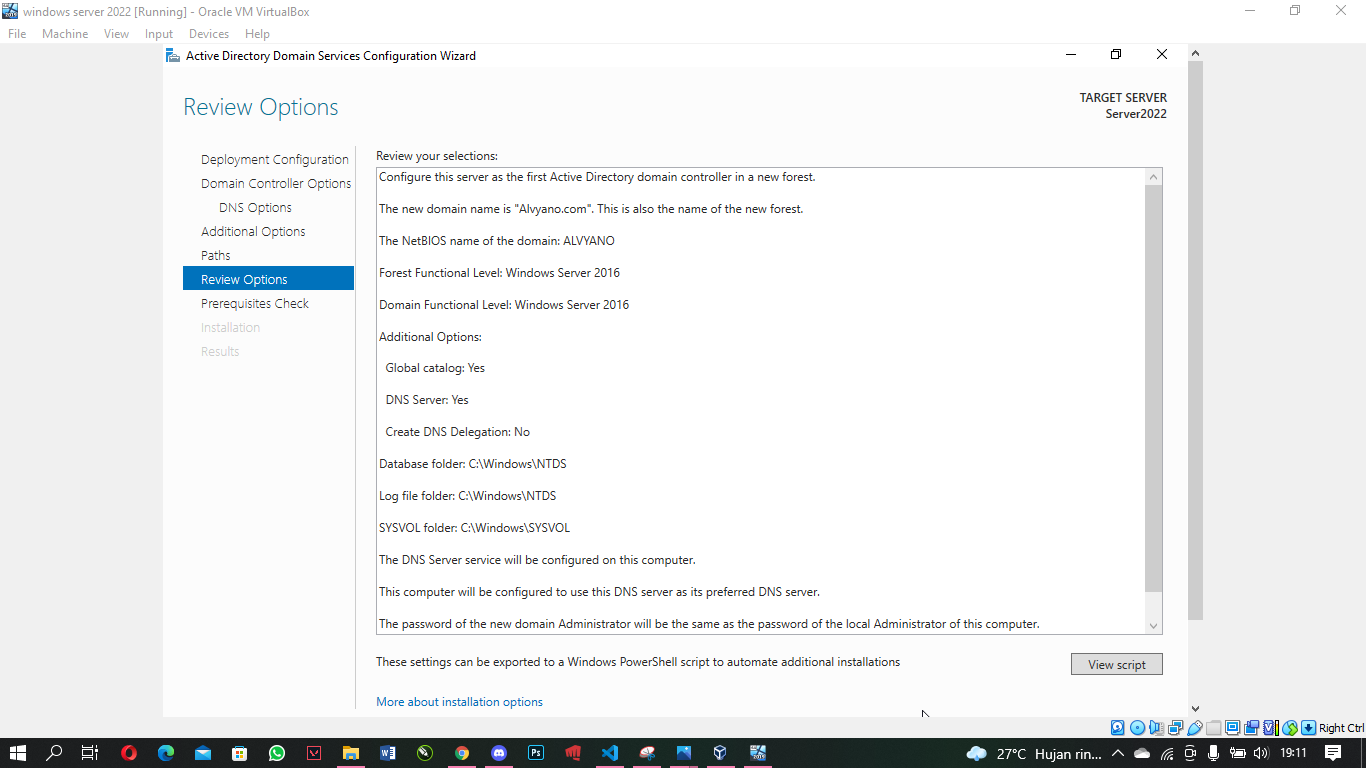 windows server 2022 [Running] - Oracle VM VirtualBox
File Machine View Input Devices Help
Active Directory Domain Services Configuration Wizard
Review Options
TARGET SERVER
Server2022
Deployment Configuration
Domain Controller Options
DNS Options
Additional Options
Paths
Review Options
Prerequisites Check
Installation
Results
Review your selections:
Configure this server as the first Active Directory domain controller in a new forest.
The new domain name is "Alvyano.com". This is also the name of the new forest.
The NetBIOS name of the domain: ALVYANO
Forest Functional Level: Windows Server 2016
Domain Functional Level: Windows Server 2016
Additional Options:
Global catalog: Yes
DNS Server: Yes
Create DNS Delegation: No
Database folder: C:\Windows\NTDS
Log file folder: C:\Windows\NTDS
SYSVOL folder: C:\Windows\SYSVOL
The DNS Server service will be configured on this computer.
This computer will be configured to use this DNS server as its preferred DNS server.
The password of the new domain Administrator will be the same as the password of the local Administrator of this computer.
These settings can be exported to a Windows PowerShell script to automate additional installations
View script
More about installation options
Right Ctrl
27°C Hujan rin... 19:11